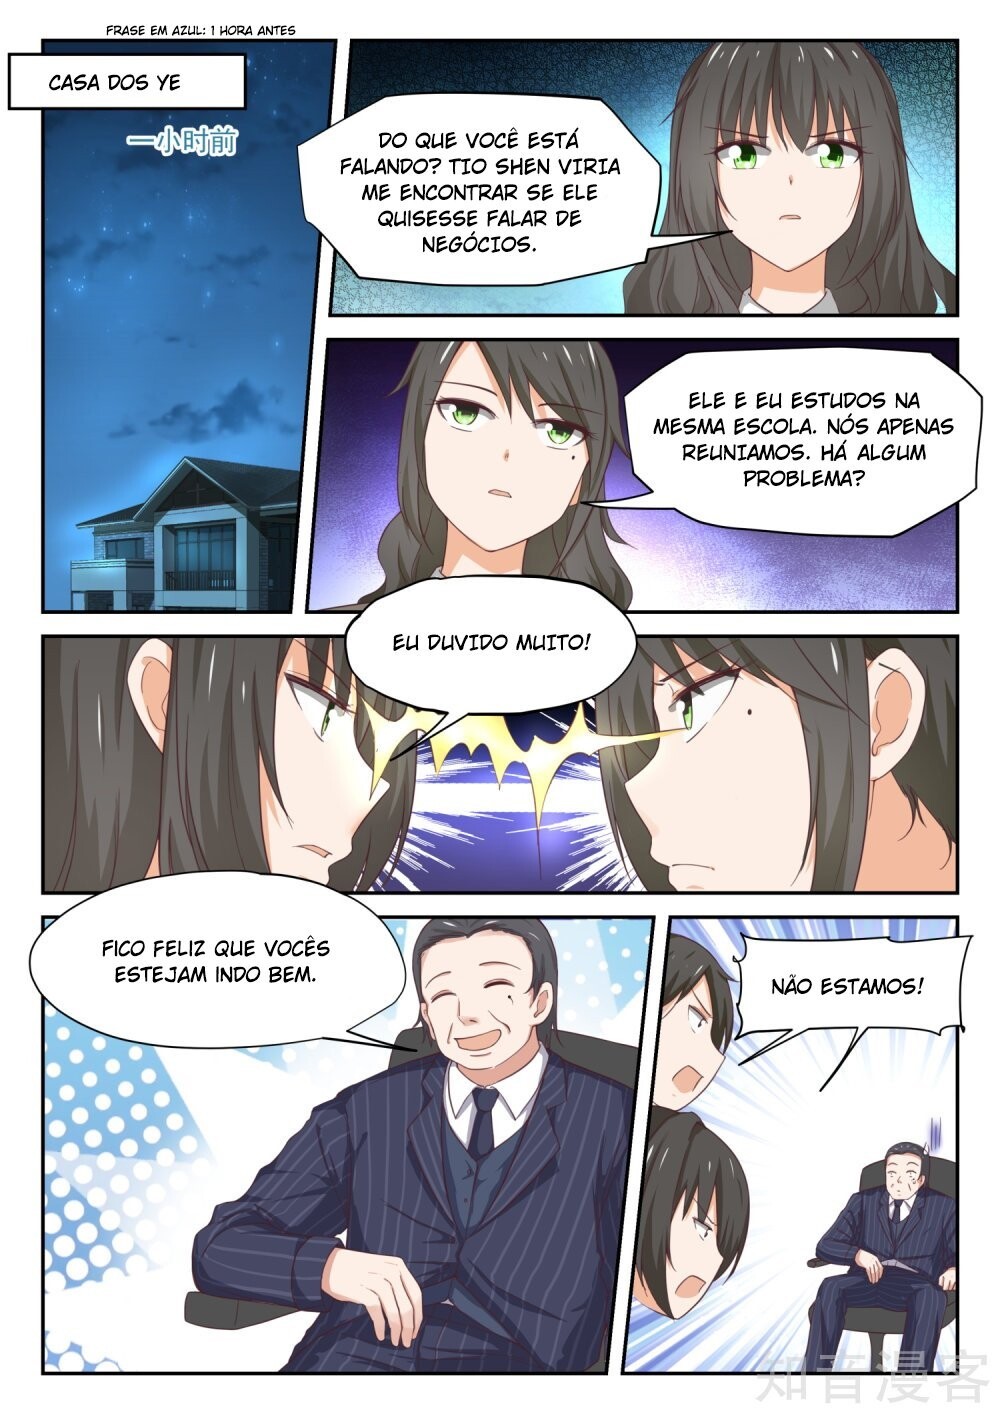 FRASE EM AZUL: 1 HORA ANTES
CASA DOS YE
一小时前
DO QUE VOCÊ ESTÁ
FALANDO? TIO SHEN VIRIA
ME ENCONTRAR SE ELE
QUISESSE FALAR DE
NEGÓCIOS.
ELE E EU ESTUDOS NA
MESMA ESCOLA. NÓS APENAS
REUNIAMOS. HÁ ALGUM
PROBLEMA?
EU DUVIDO MUITO!
FICO FELIZ QUE VOCÊS
ESTEJAM INDO BEM.
NÃO ESTAMOS!
知音漫客